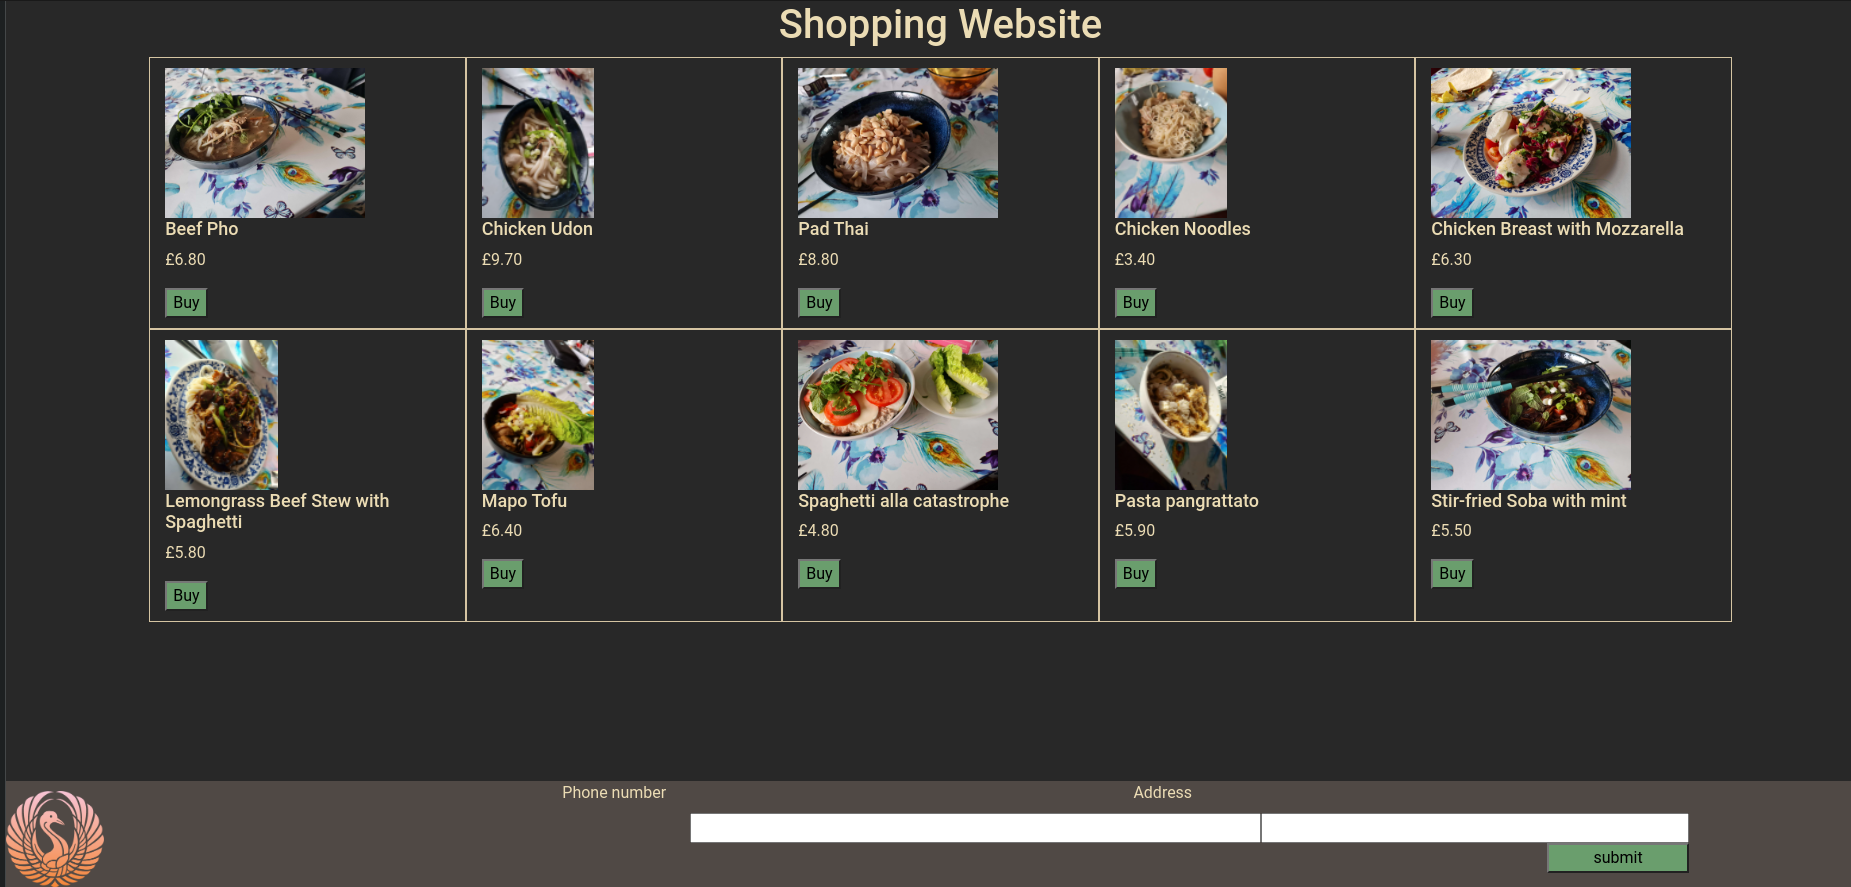 Shopping Website
Beef Pho
£6.80
Buy
Chicken Udon
£9.70
Buy
Pad Thai
£8.80
Buy
Chicken Noodles
£3.40
Buy
Chicken Breast with Mozzarella
£6.30
Buy
Lemongrass Beef Stew with
Spaghetti
£5.80
Buy
Mapo Tofu
£6.40
Buy
Spaghetti alla catastrophe
£4.80
Buy
Pasta pangrattato
£5.90
Buy
Stir-fried Soba with mint
£5.50
Buy
Phone number
Address
submit